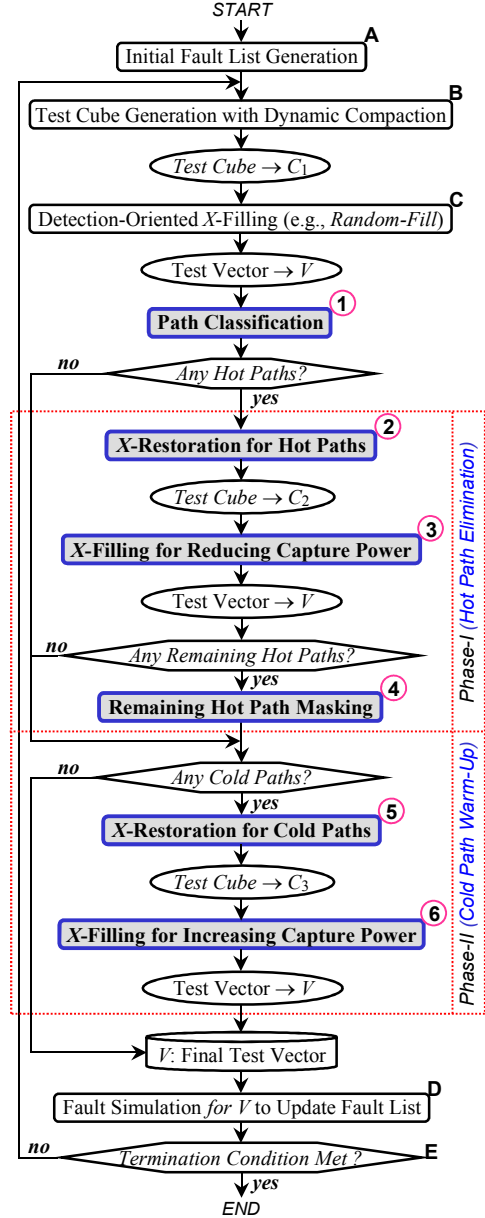 START
A
Initial Fault List Generation
B
Test Cube Generation with Dynamic Compaction
Test Cube → C1
C
Detection-Oriented X-Filling (e.g., Random-Fill)
Test Vector → V
1
Path Classification
no
Any Hot Paths?
yes
2
X-Restoration for Hot Paths
Test Cube → C2
3
X-Filling for Reducing Capture Power
Test Vector → V
no
Any Remaining Hot Paths?
yes
4
Remaining Hot Path Masking
Phase-I (Hot Path Elimination)
no
Any Cold Paths?
yes
5
X-Restoration for Cold Paths
Test Cube → C3
6
X-Filling for Increasing Capture Power
Test Vector → V
Phase-II (Cold Path Warm-Up)
V: Final Test Vector
D
Fault Simulation for V to Update Fault List
no
Termination Condition Met ?
E
yes
END